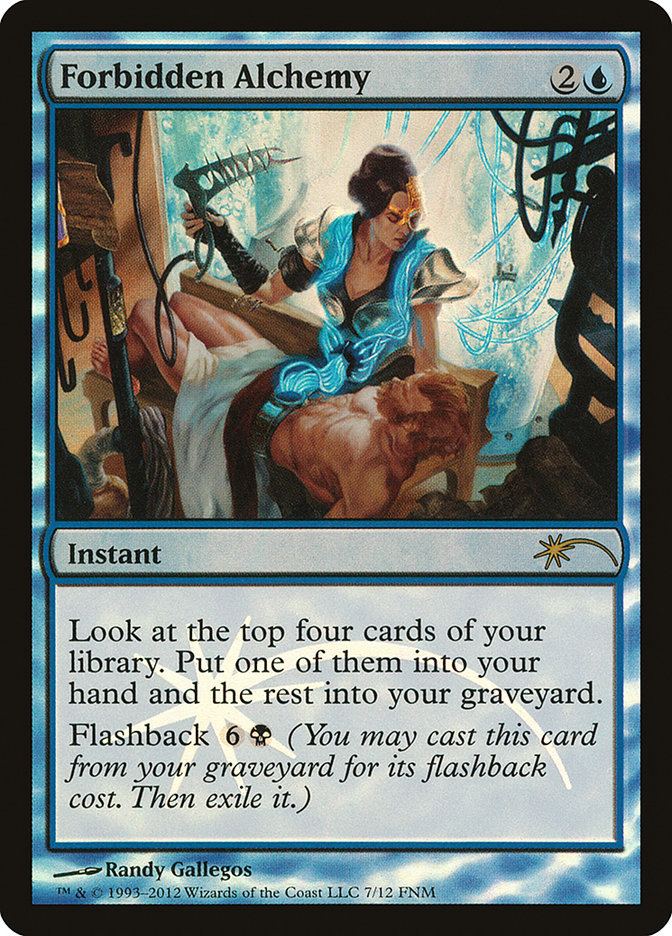 Forbidden Alchemy 2
Instant
Look at the top four cards of your
library. Put one of them into your
hand and the rest into your graveyard.
Flashback 6 (You may cast this card
from your graveyard for its flashback
cost. Then exile it.)
Randy Gallegos
™ & © 1993–2012 Wizards of the Coast LLC 7/12 FNM